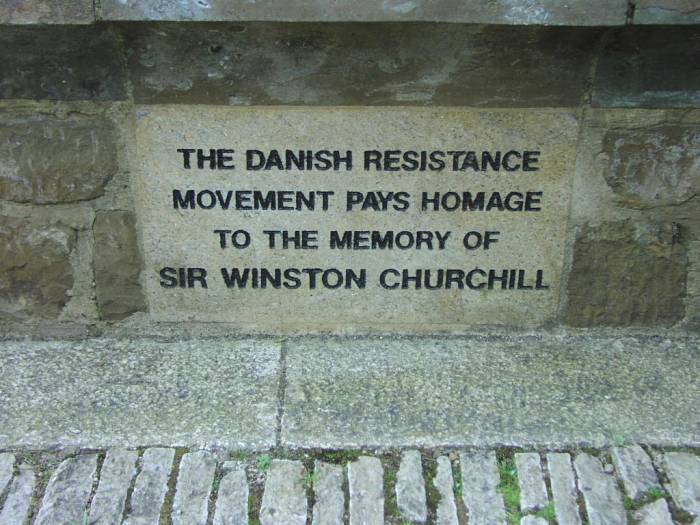 THE DANISH RESISTANCE
MOVEMENT PAYS HOMAGE
TO THE MEMORY OF
SIR WINSTON CHURCHILL